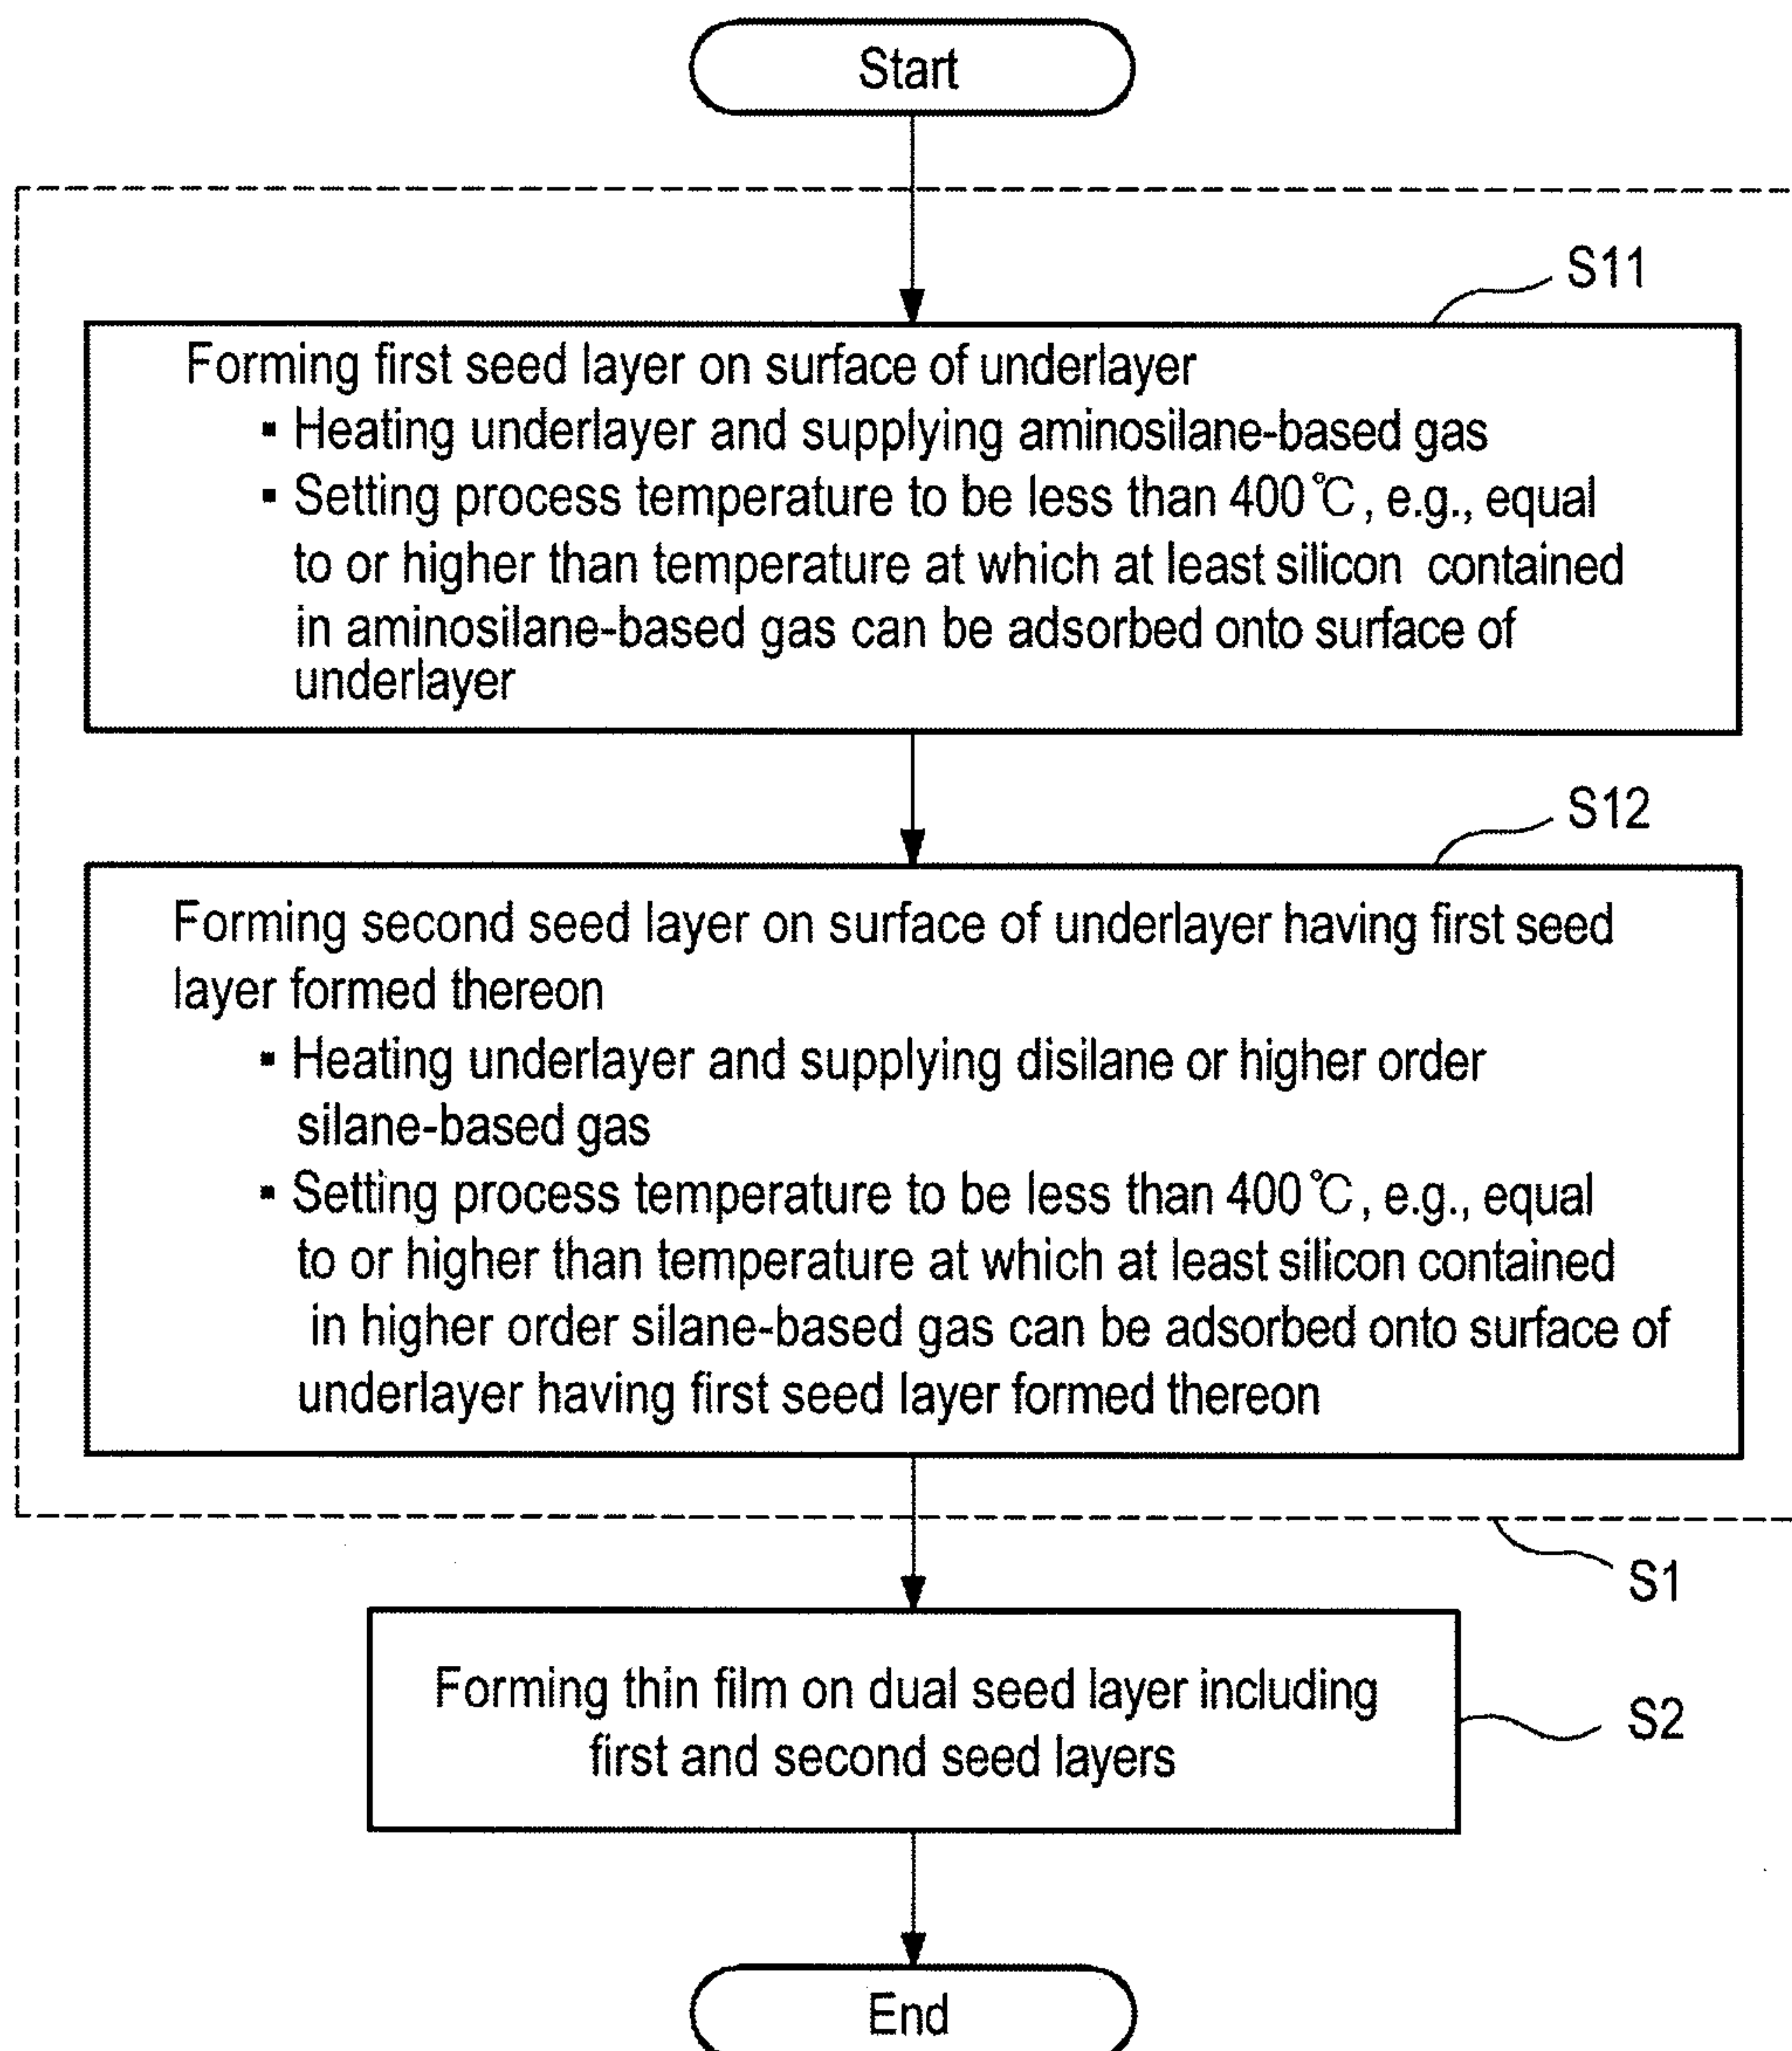 Start
S11
Forming first seed layer on surface of underlayer
▪ Heating underlayer and supplying aminosilane-based gas
▪ Setting process temperature to be less than 400℃, e.g., equal
to or higher than temperature at which at least silicon contained
in aminosilane-based gas can be adsorbed onto surface of
underlayer
S12
Forming second seed layer on surface of underlayer having first seed
layer formed thereon
▪ Heating underlayer and supplying disilane or higher order
silane-based gas
▪ Setting process temperature to be less than 400℃, e.g., equal
to or higher than temperature at which at least silicon contained
in higher order silane-based gas can be adsorbed onto surface of
underlayer having first seed layer formed thereon
S1
Forming thin film on dual seed layer including
first and second seed layers
S2
End